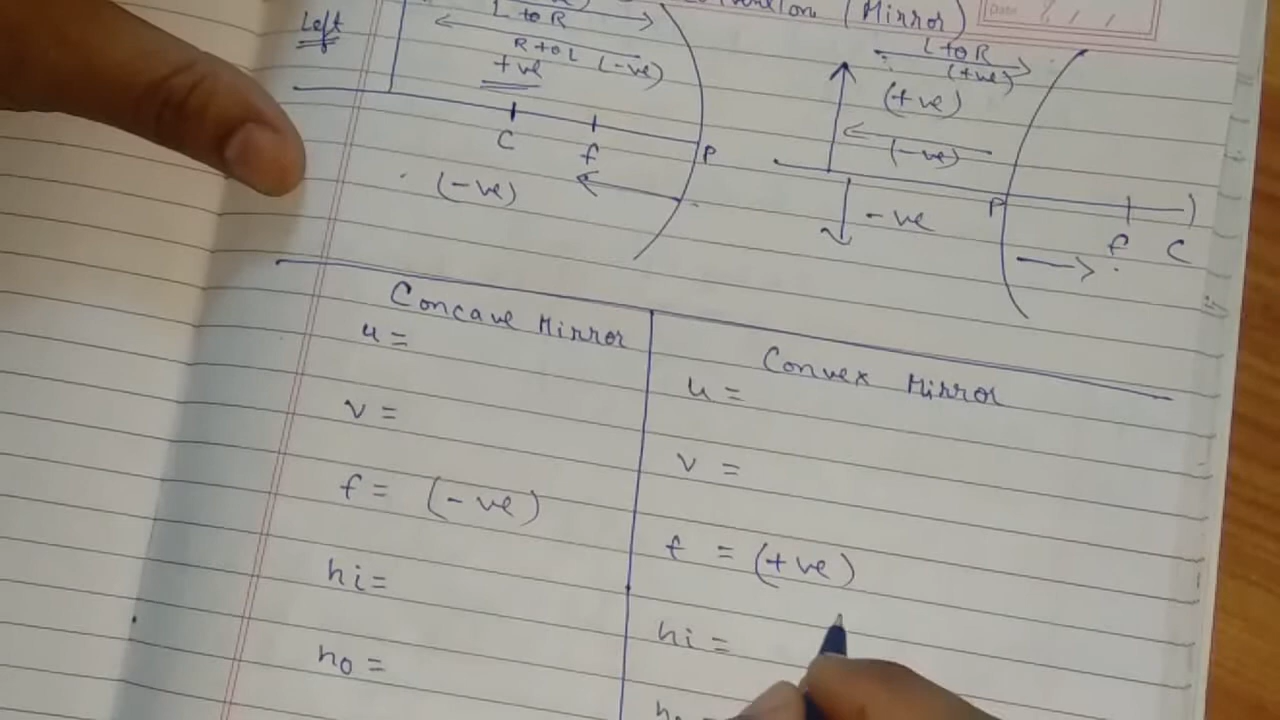 (Mirror)
Left
L to R
R to L (-ve)
+ve
C
f
P
(-ve)
L to R
(+ve)
(+ve)
(-ve)
-ve
P
f
C
Concave Mirror
u =
v =
f = (-ve)
hi =
ho =
Convex Mirror
u =
v =
f = (+ve)
hi =